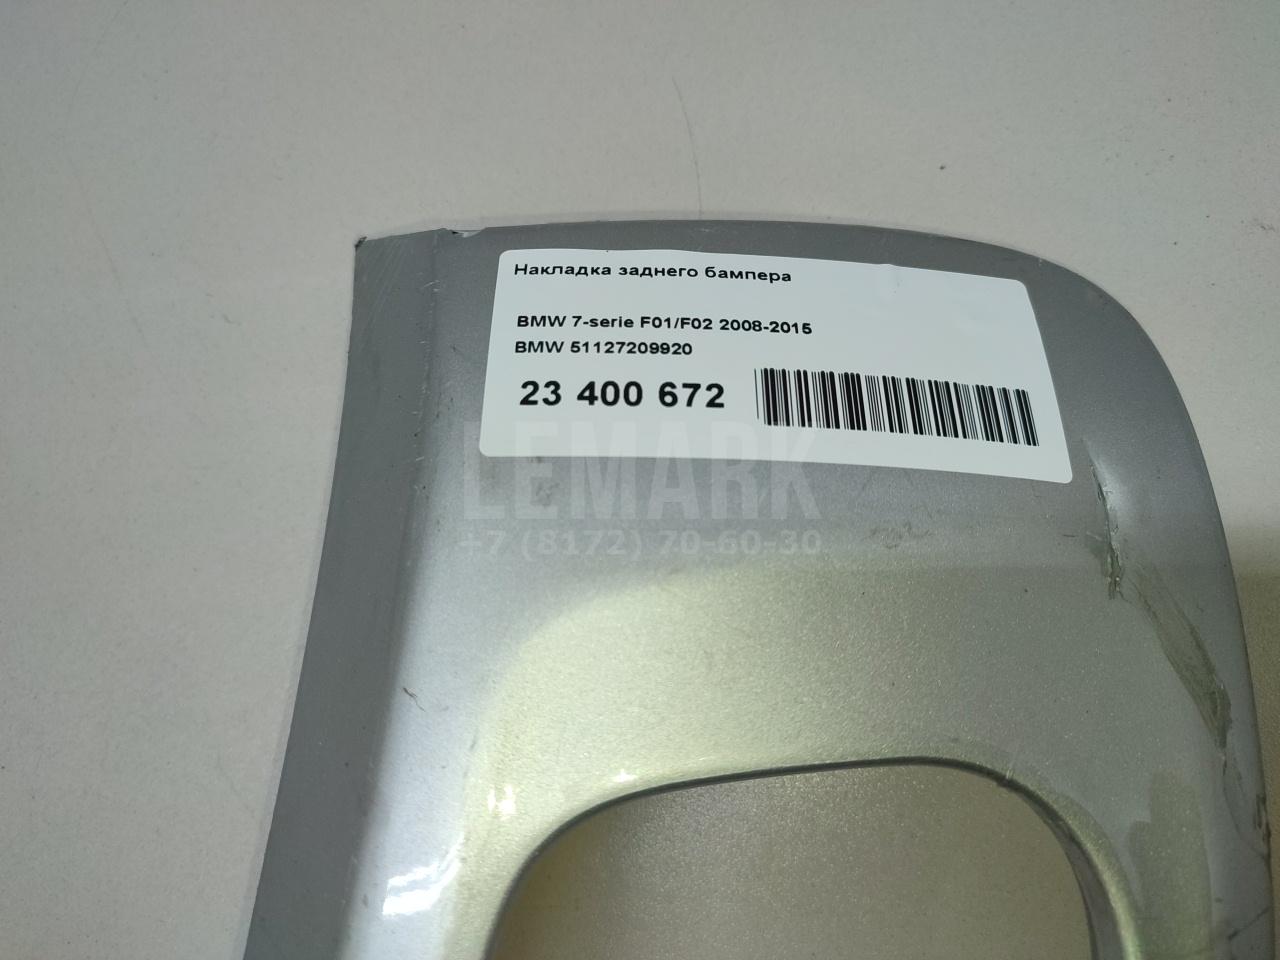 Накладка заднего бампера
BMW 7-serie F01/F02 2008-2015
BMW 51127209920
23 400 672
LEMARK
+7 (8172) 70-60-30